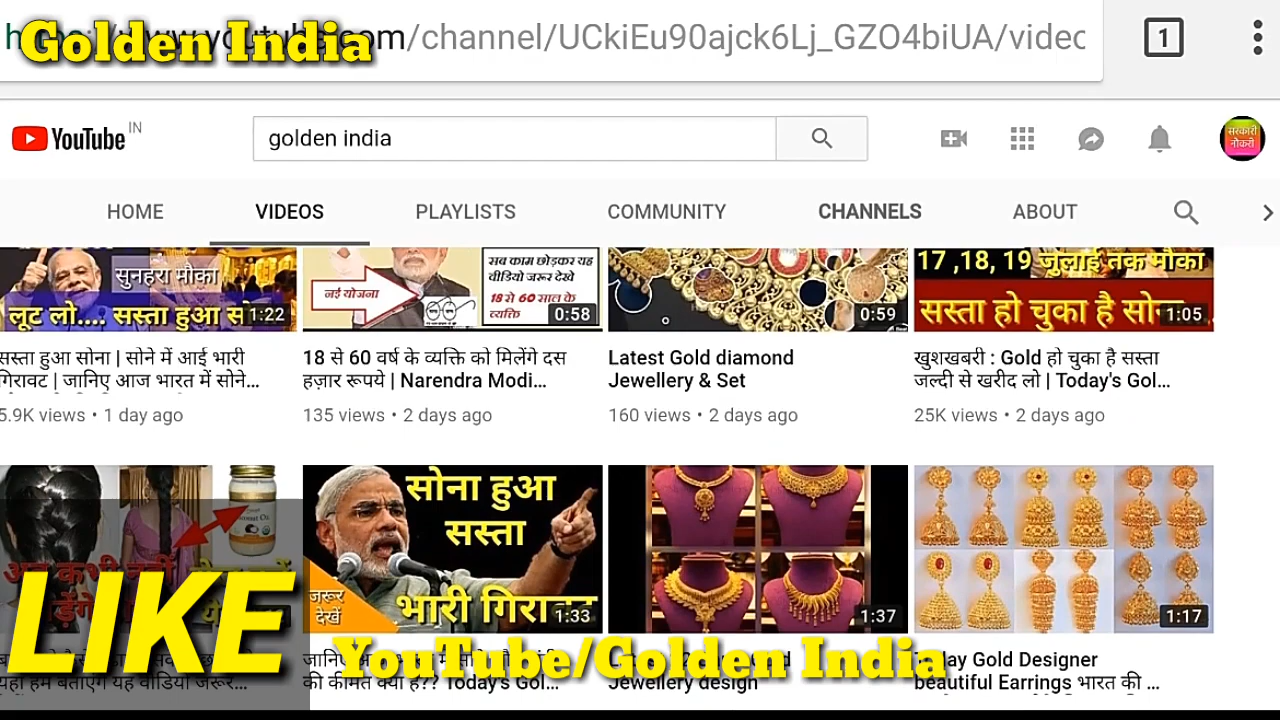 Golden India
/channel/UCkiEu90ajck6Lj_GZO4biUA/videc
1
YouTube IN
golden india
सरकारी
नौकरी
HOME
VIDEOS
PLAYLISTS
COMMUNITY
CHANNELS
ABOUT
सुनहरा मौका
लूट लो.... सस्ता हुआ स
1:22
नई योजना
सब काम छोड़कर यह
वीडियो जरूर देखे
18 से 60 साल के
व्यक्ति
0:58
0:59
17 ,18, 19 जुलाई तक मौका
सस्ता हो चुका है सोन
1:05
सस्ता हुआ सोना | सोने में आई भारी
गिरावट | जानिए आज भारत में सोने...
5.9K views • 1 day ago
18 से 60 वर्ष के व्यक्ति को मिलेंगे दस
हज़ार रूपये | Narendra Modi...
135 views • 2 days ago
Latest Gold diamond
Jewellery & Set
160 views • 2 days ago
खुशखबरी : Gold हो चुका है सस्ता
जल्दी से खरीद लो | Today's Gol...
25K views • 2 days ago
LIKE
सोना हुआ
सस्ता
जरूर
देखें
भारी गिरावट
1:33
1:37
1:17
YouTube/Golden India
की कीमत क्या है?? Today's Gol...
Jewellery design
Today Gold Designer
beautiful Earrings भारत की ...
यहां हम बताएंगे यह वीडियो जरूर...